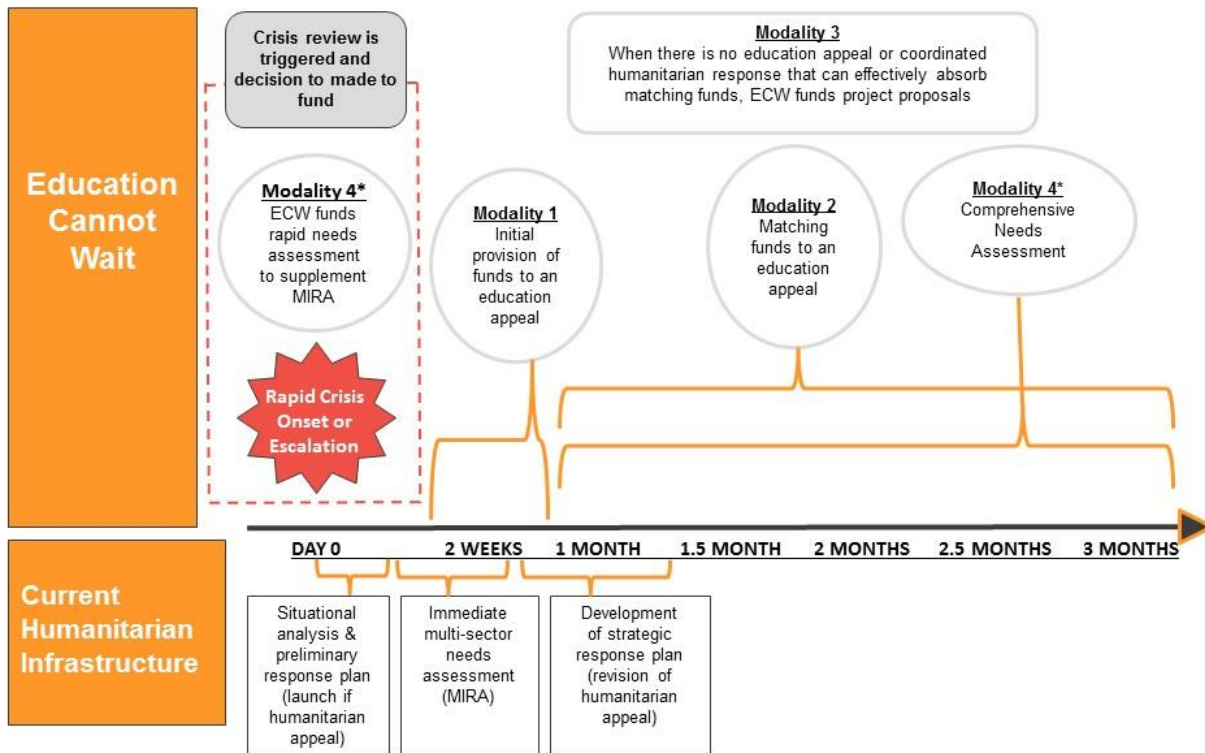 Education
Cannot
Wait
Crisis review is
triggered and
decision to made to
fund
Modality 4*
ECW funds
rapid needs
assessment
to supplement
MIRA
Rapid Crisis
Onset or
Escalation
Modality 1
Initial
provision of
funds to an
education
appeal
Modality 3
When there is no education appeal or coordinated
humanitarian response that can effectively absorb
matching funds, ECW funds project proposals
Modality 2
Matching
funds to an
education
appeal
Modality 4*
Comprehensive
Needs
Assessment
DAY 0 2 WEEKS 1 MONTH 1.5 MONTH 2 MONTHS 2.5 MONTHS 3 MONTHS
Current
Humanitarian
Infrastructure
Situational
analysis &
preliminary
response plan
(launch if
humanitarian
appeal)
Immediate
multi-sector
needs
assessment
(MIRA)
Development
of strategic
response plan
(revision of
humanitarian
appeal)